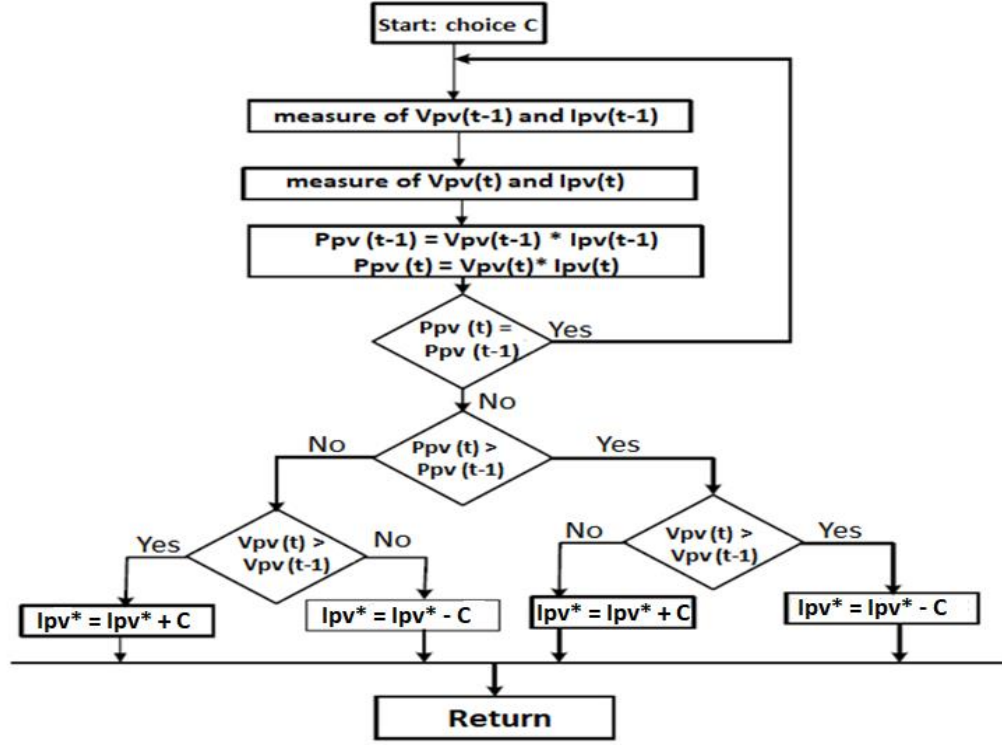 Start: choice C
measure of Vpv(t-1) and Ipv(t-1)
measure of Vpv(t) and Ipv(t)
Ppv (t-1) = Vpv(t-1) * Ipv(t-1)
Ppv (t) = Vpv(t)* Ipv(t)
Ppv (t) =
Ppv (t-1)
Yes
No
Ppv (t) >
Ppv (t-1)
No
Yes
Vpv (t) >
Vpv (t-1)
Yes
No
Vpv (t) >
Vpv (t-1)
No
Yes
Ipv* = Ipv* + C
Ipv* = Ipv* - C
Ipv* = Ipv* + C
Ipv* = Ipv* - C
Return